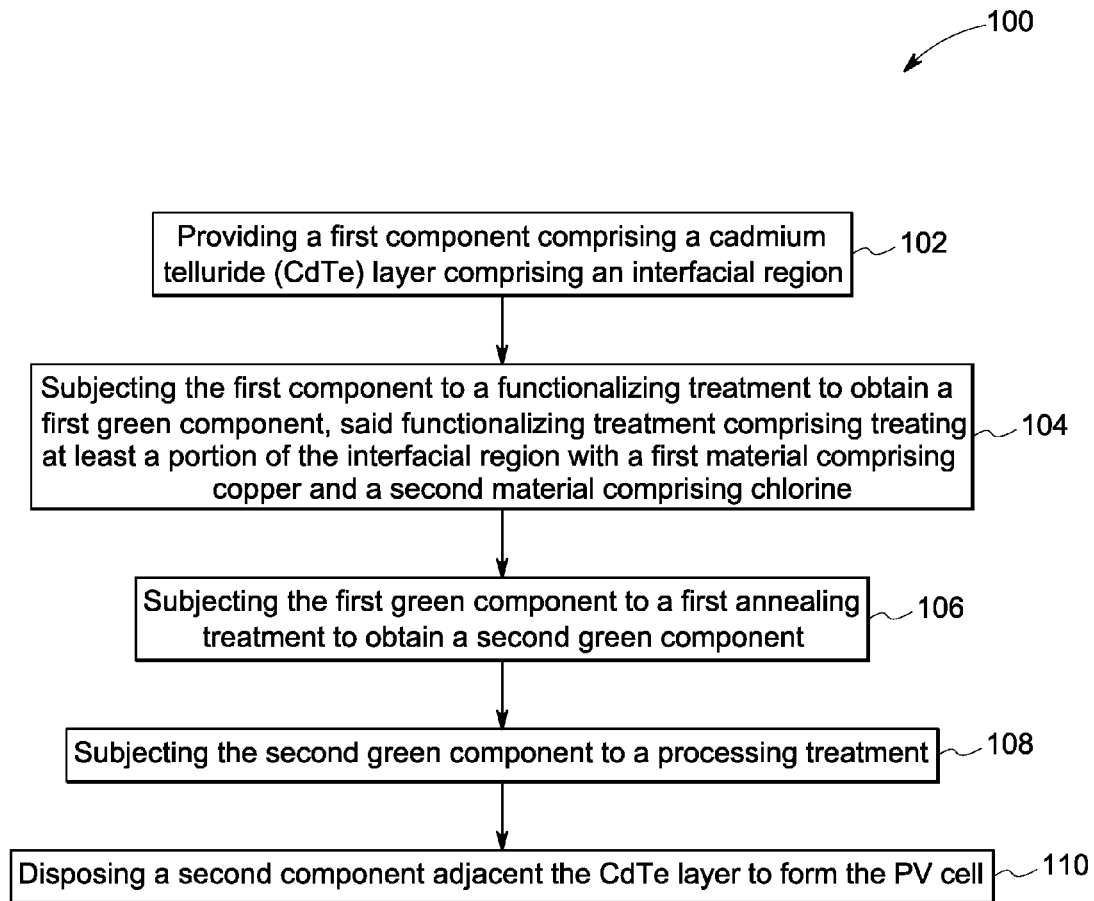 100
Providing a first component comprising a cadmium
telluride (CdTe) layer comprising an interfacial region
102
Subjecting the first component to a functionalizing treatment to obtain a
first green component, said functionalizing treatment comprising treating
at least a portion of the interfacial region with a first material comprising
copper and a second material comprising chlorine
104
Subjecting the first green component to a first annealing
treatment to obtain a second green component
106
Subjecting the second green component to a processing treatment
108
Disposing a second component adjacent the CdTe layer to form the PV cell
110